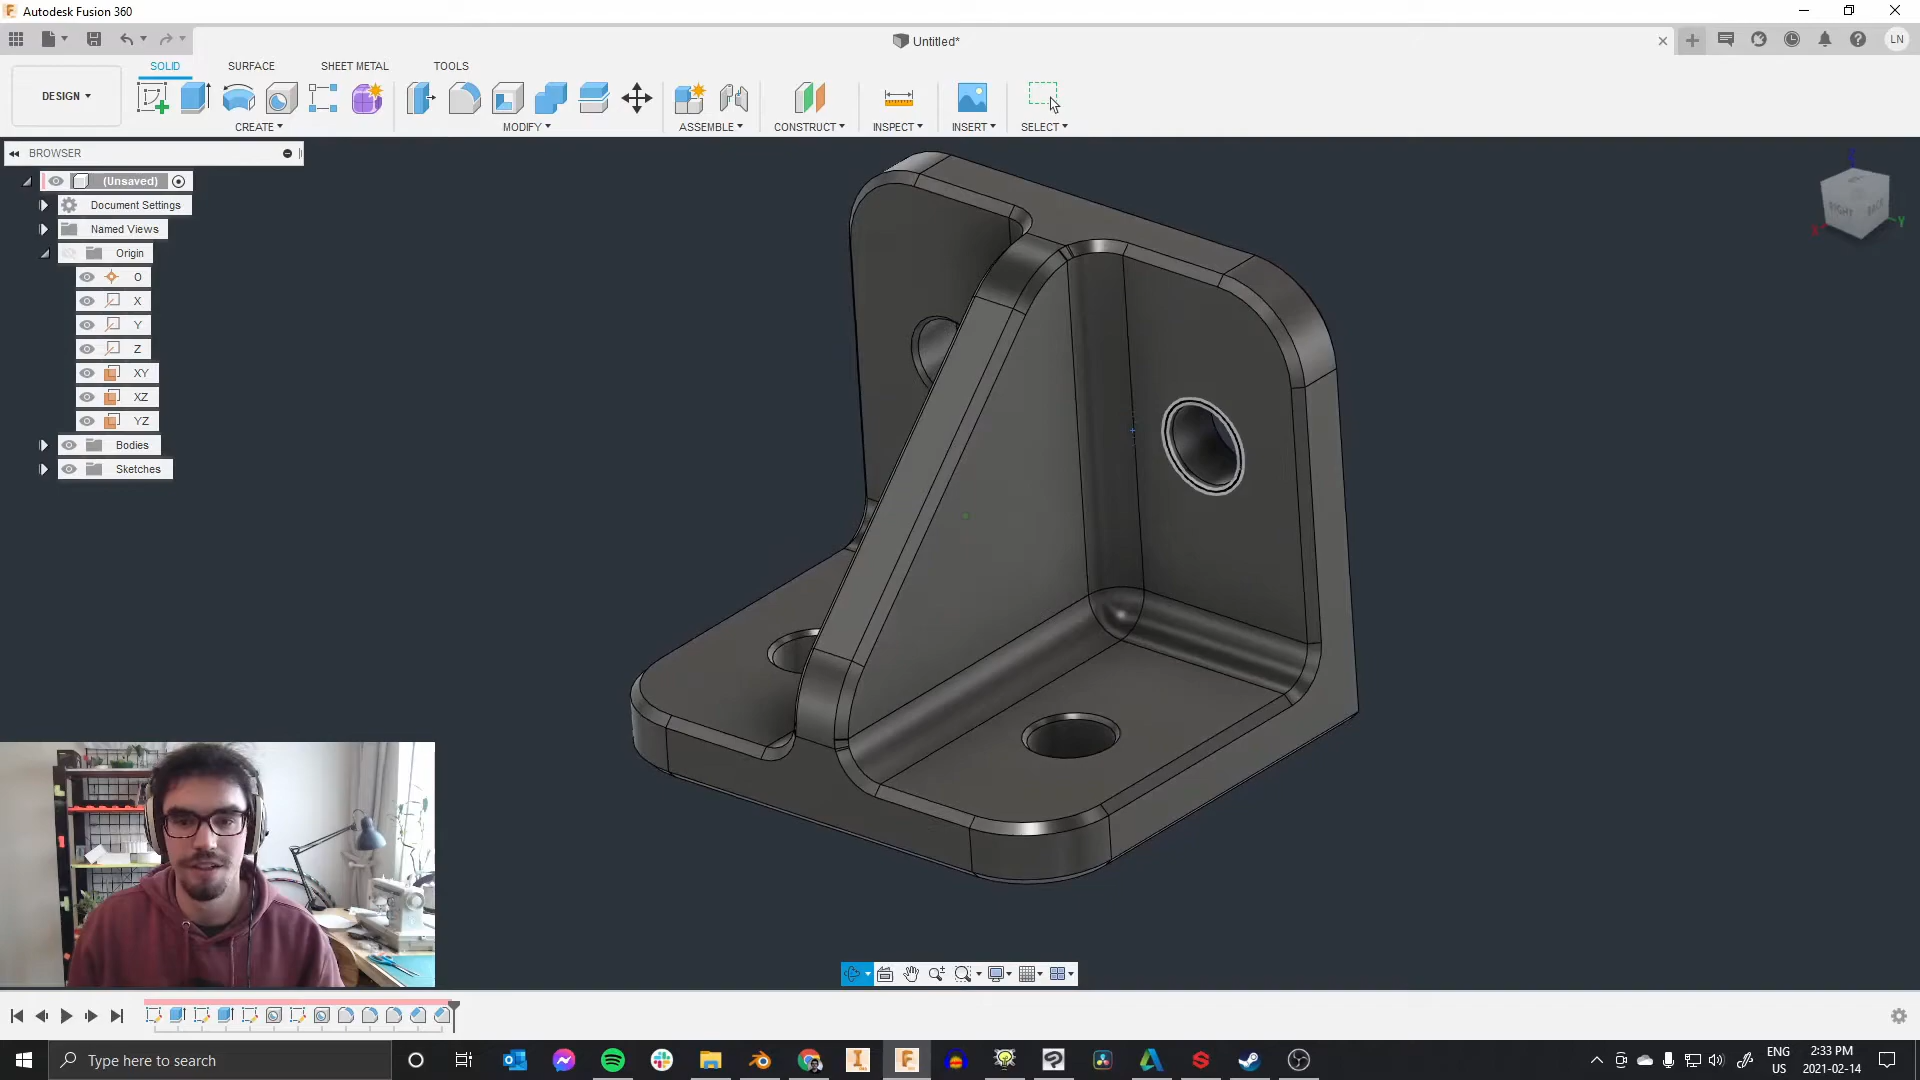 Autodesk Fusion 360
Untitled*
LN
DESIGN
SOLID
SURFACE
SHEET METAL
TOOLS
CREATE
MODIFY
ASSEMBLE
CONSTRUCT
INSPECT
INSERT
SELECT
BROWSER
(Unsaved)
Document Settings
Named Views
Origin
O
X
Y
Z
XY
XZ
YZ
Bodies
Sketches
Z
RIGHT
BACK
X
Y
Type here to search
ENG
US
2:33 PM
2021-02-14